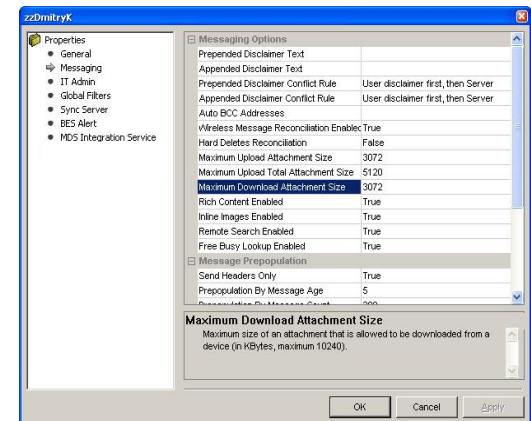 zzDmitryK
Properties
General
Messaging
IT Admin
Global Filters
Sync Server
BES Alert
MDS Integration Service
Messaging Options
Prepended Disclaimer Text
Appended Disclaimer Text
Prepended Disclaimer Conflict Rule User disclaimer first, then Server
Appended Disclaimer Conflict Rule User disclaimer first, then Server
Auto BCC Addresses
Wireless Message Reconciliation Enabled True
Hard Deletes Reconciliation False
Maximum Upload Attachment Size 3072
Maximum Upload Total Attachment Size 5120
Maximum Download Attachment Size 3072
Rich Content Enabled True
Inline Images Enabled True
Remote Search Enabled True
Free Busy Lookup Enabled True
Message Prepopulation
Send Headers Only True
Prepopulation By Message Age 5
Prepopulation By Message Count
Maximum Download Attachment Size
Maximum size of an attachment that is allowed to be downloaded from a
device (in KBytes, maximum 10240).
OK Cancel Apply